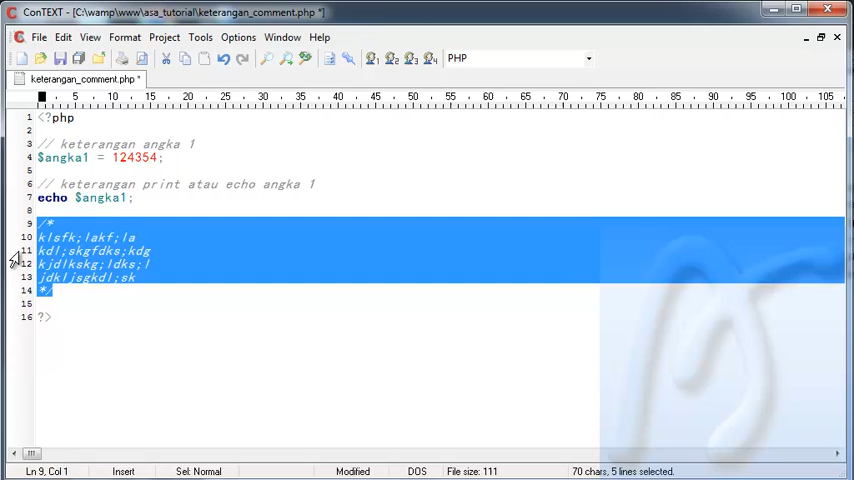 ConTEXT - [C:\wamp\www\asa_tutorial\keterangan_comment.php *]
File Edit View Format Project Tools Options Window Help
1 2 3 4 PHP
keterangan_comment.php *
0 5 10 15 20 25 30 35 40 45 50 55 60 65 70 75 80 85 90 95 100 105
1 <?php
2
3 // keterangan angka 1
4 $angka1 = 124354;
5
6 // keterangan print atau echo angka 1
7 echo $angka1;
8
9 /*
10 klsfk;lakf;la
11 kdl;skgfdks;kdg
12 kjdlkskg;ldks;l
13 jdkljsgkdl;sk
14 */
15
16 ?>
Ln 9, Col 1 Insert Sel: Normal Modified DOS File size: 111 70 chars, 5 lines selected.